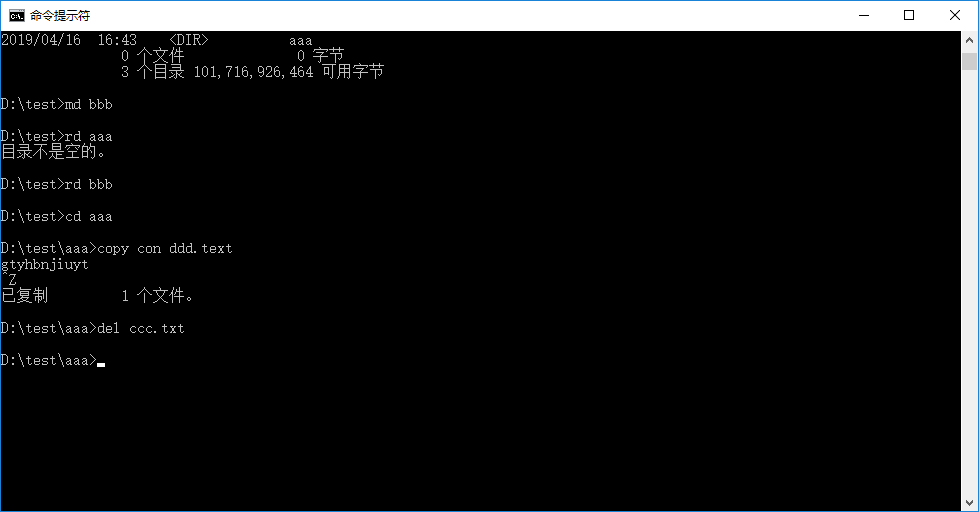 命令提示符
2019/04/16  16:43    <DIR>          aaa
               0 个文件              0 字节
               3 个目录 101,716,926,464 可用字节
D:\test>md bbb
D:\test>rd aaa
目录不是空的。
D:\test>rd bbb
D:\test>cd aaa
D:\test\aaa>copy con ddd.text
gtyhbnjiuyt
^Z
已复制         1 个文件。
D:\test\aaa>del ccc.txt
D:\test\aaa>